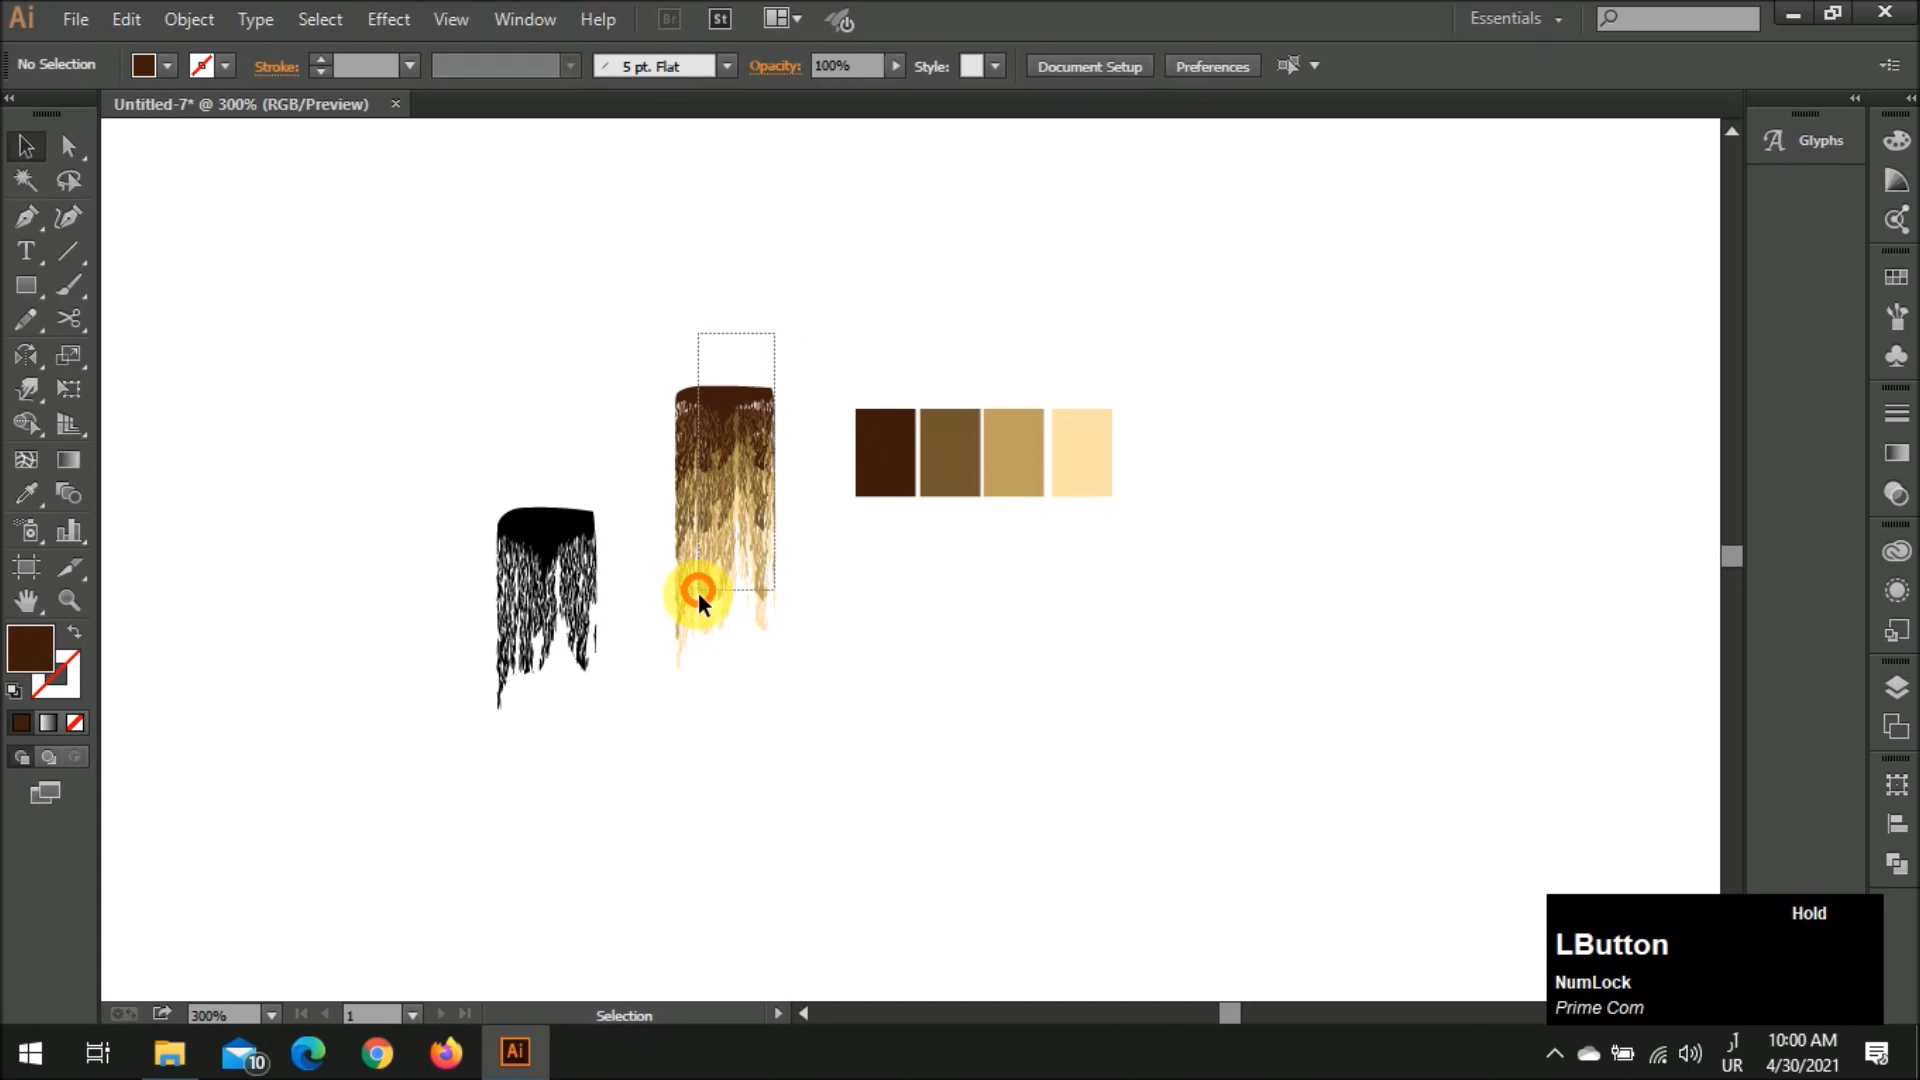 Ai File Edit Object Type Select Effect View Window Help Br St Essentials
No Selection Stroke: 5 pt. Flat Opacity: 100% Style: Document Setup Preferences
Untitled-7* @ 300% (RGB/Preview)
Glyphs
Hold
LButton
NumLock
Prime Com
300% 1 Selection
10 Ai
آر
UR
10:00 AM
4/30/2021